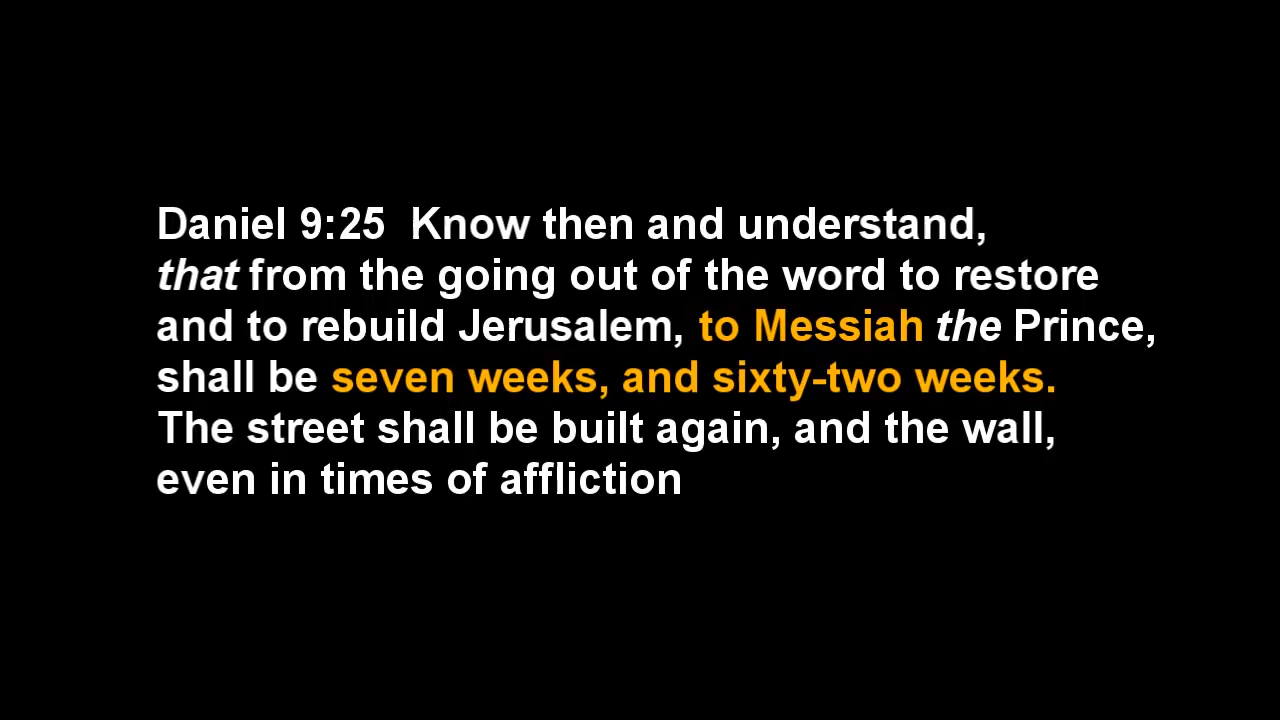 Daniel 9:25  Know then and understand,
that from the going out of the word to restore
and to rebuild Jerusalem, to Messiah the Prince,
shall be seven weeks, and sixty-two weeks.
The street shall be built again, and the wall,
even in times of affliction